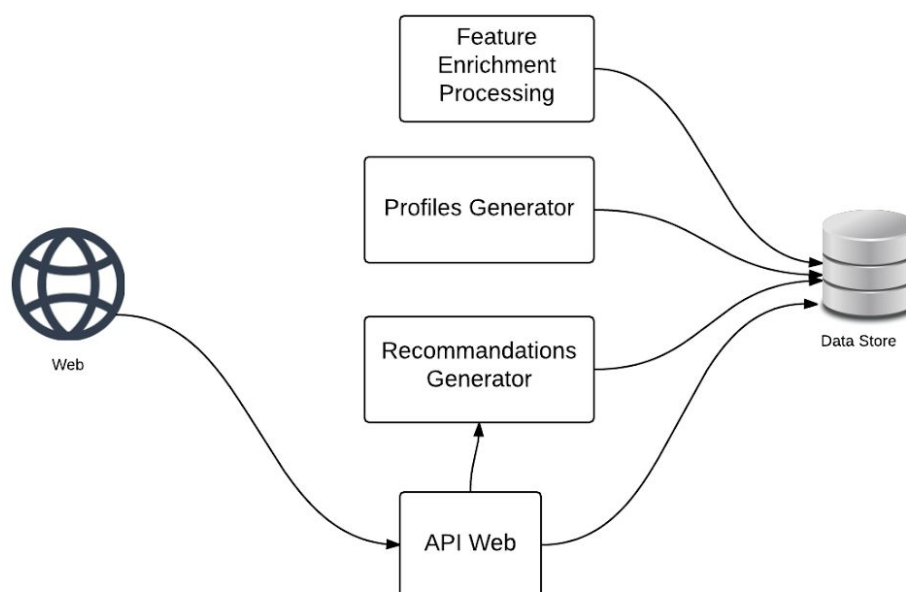 Feature
Enrichment
Processing
Profiles Generator
Web
Recommandations
Generator
Data Store
API Web